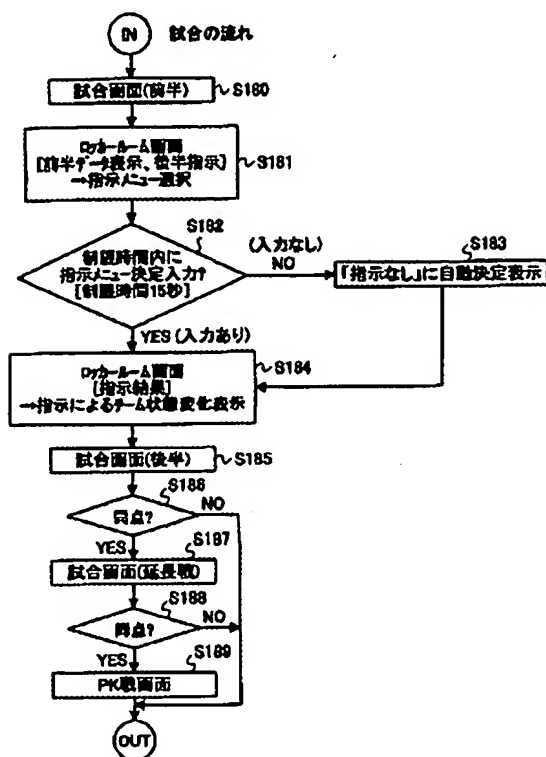 IN
試合の流れ
試合画面(前半)
S180
ロッカールーム画面
[前半データ表示、後半指示]
→指示メニュー選択
S181
S182
制限時間内に
指示メニュー決定入力?
[制限時間15秒]
(入力なし)
NO
S183
「指示なし」に自動決定表示
YES (入力あり)
S184
ロッカールーム画面
[指示結果]
→指示によるチーム状態変化表示
試合画面(後半)
S185
S186
同点?
NO
YES
S187
試合画面(延長戦)
S188
同点?
NO
YES
S189
PK戦画面
OUT